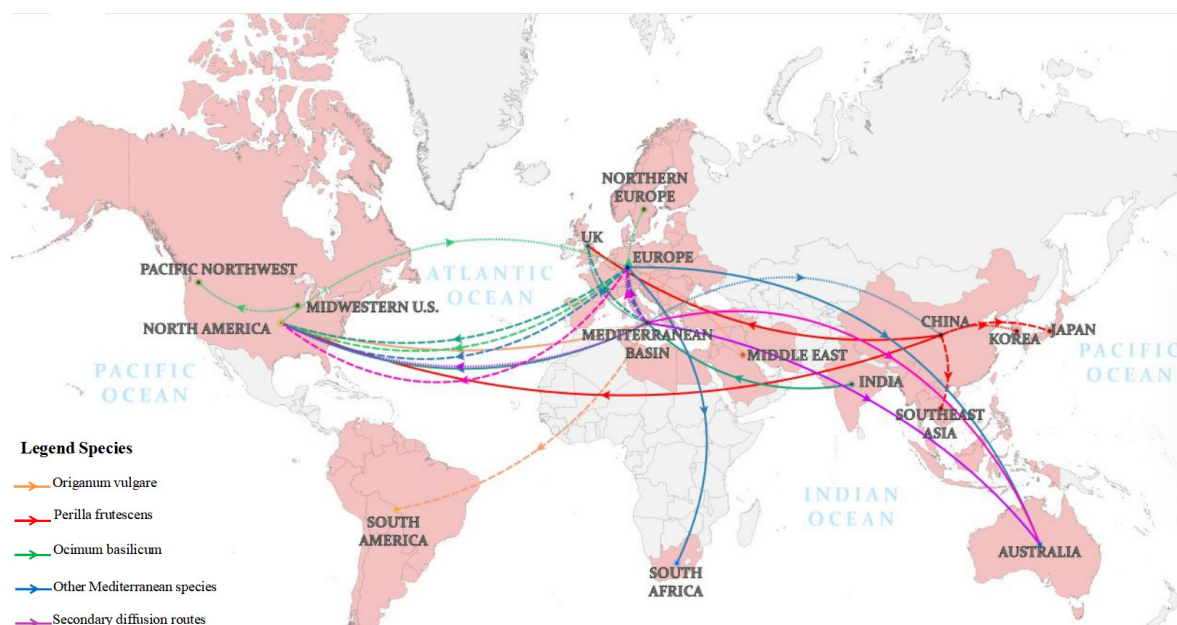 NORTHERN
EUROPE
UK
EUROPE
PACIFIC NORTHWEST
ATLANTIC
OCEAN
MIDWESTERN U.S.
NORTH AMERICA
MEDITERRANEAN
BASIN
MIDDLE EAST
CHINA
KOREA
JAPAN
PACIFIC
OCEAN
PACIFIC
OCEAN
INDIA
SOUTHEAST
ASIA
INDIAN
OCEAN
SOUTH
AMERICA
SOUTH
AFRICA
AUSTRALIA
Legend Species
Origanum vulgare
Perilla frutescens
Ocimum basilicum
Other Mediterranean species
Secondary diffusion routes